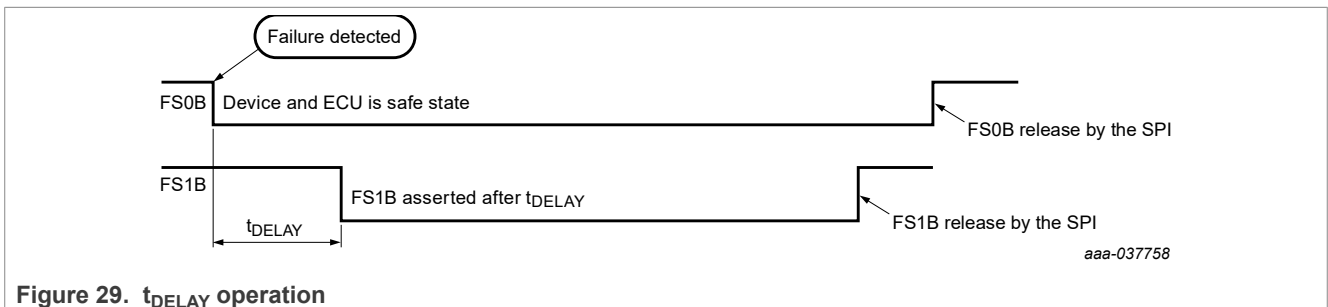 Failure detected
FS0B
Device and ECU is safe state
FS0B release by the SPI
FS1B
FS1B asserted after tDELAY
tDELAY
FS1B release by the SPI
aaa-037758
Figure 29. tDELAY operation